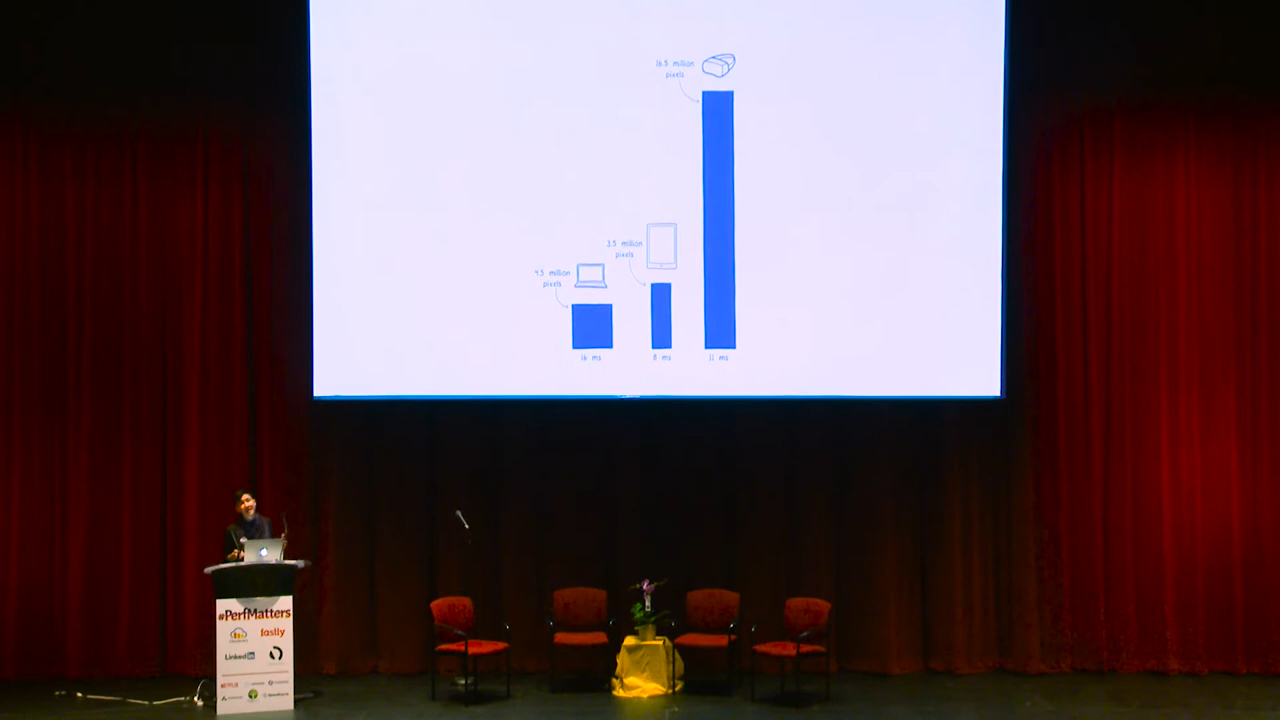 16.5 million
pixels
3.5 million
pixels
4.5 million
pixels
16 ms
8 ms
11 ms
#PerfMatters
fastly
LinkedIn
NETFLIX